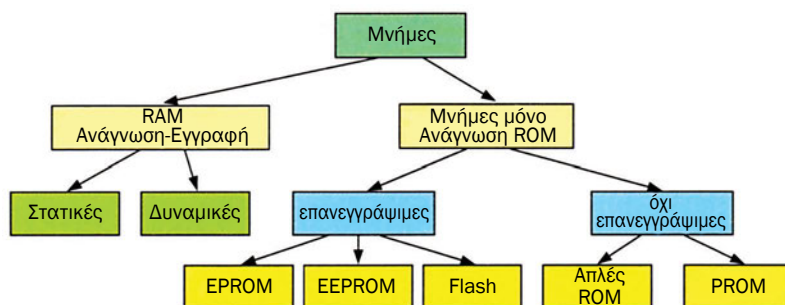 Μνήμες
RAM
Ανάγνωση-Εγγραφή
Μνήμες μόνο
Ανάγνωση ROM
Στατικές
Δυναμικές
επανεγγράψιμες
όχι
επανεγγράψιμες
EPROM
EEPROM
Flash
Απλές
ROM
PROM